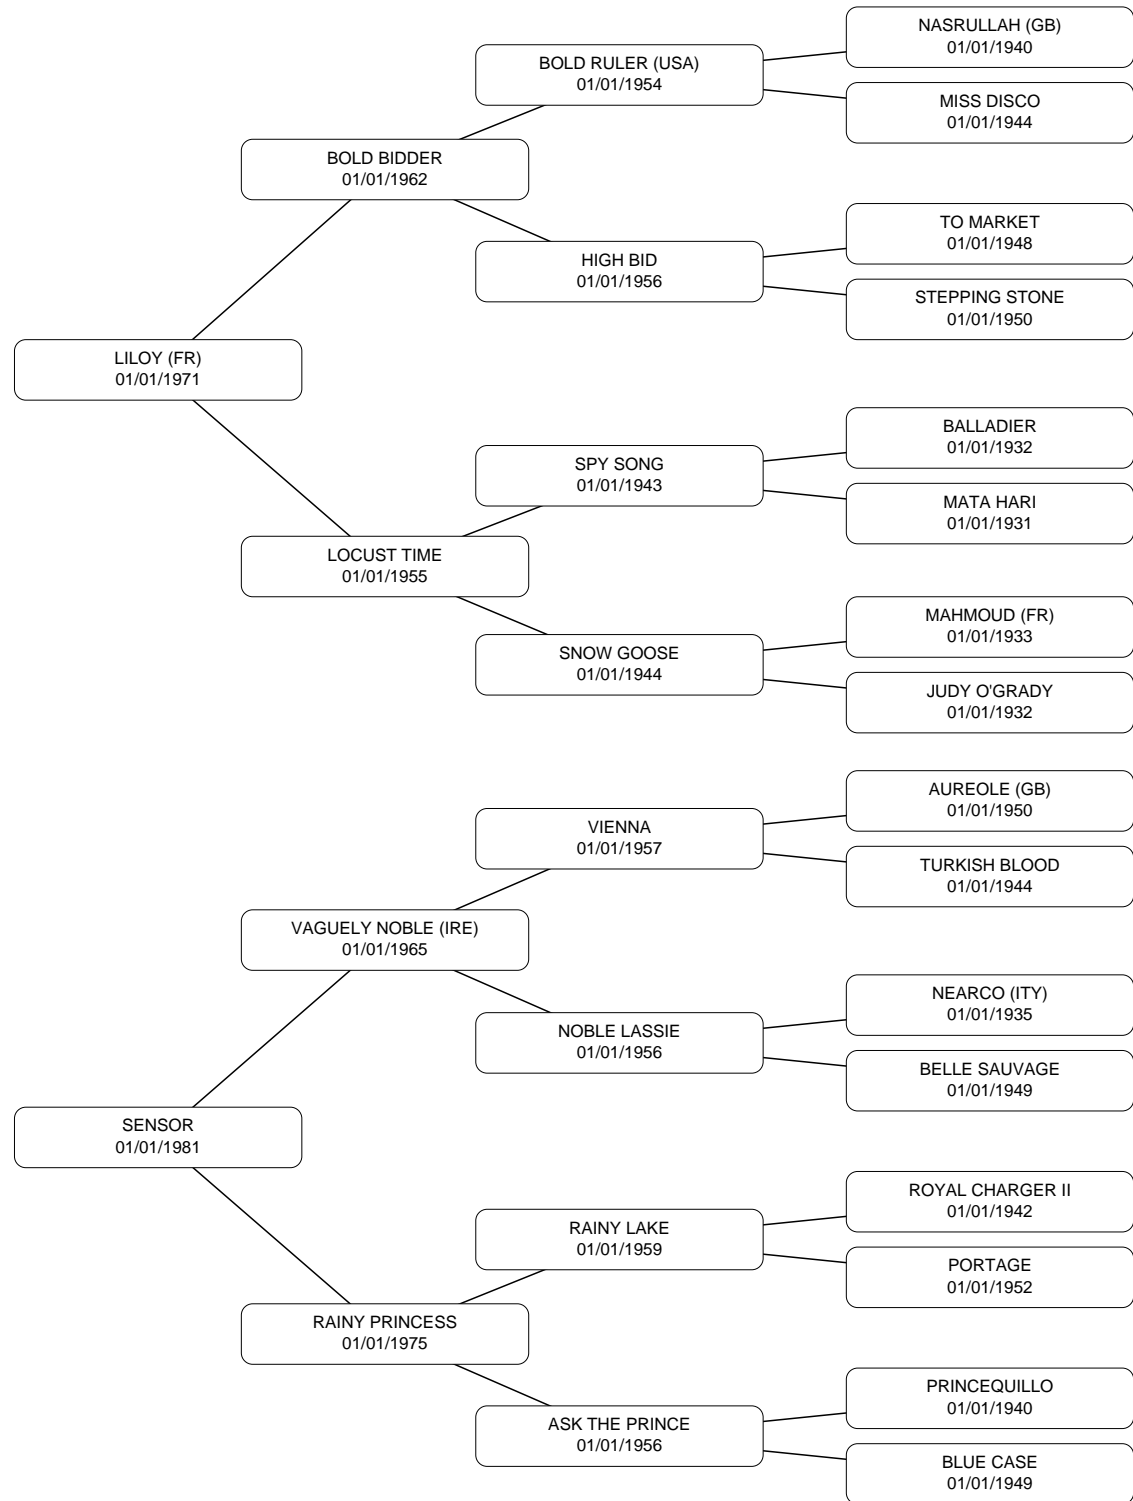 NASRULLAH (GB)
01/01/1940
BOLD RULER (USA)
01/01/1954
MISS DISCO
01/01/1944
BOLD BIDDER
01/01/1962
TO MARKET
01/01/1948
HIGH BID
01/01/1956
STEPPING STONE
01/01/1950
LILOY (FR)
01/01/1971
BALLADIER
01/01/1932
SPY SONG
01/01/1943
MATA HARI
01/01/1931
LOCUST TIME
01/01/1955
MAHMOUD (FR)
01/01/1933
SNOW GOOSE
01/01/1944
JUDY O'GRADY
01/01/1932
AUREOLE (GB)
01/01/1950
VIENNA
01/01/1957
TURKISH BLOOD
01/01/1944
VAGUELY NOBLE (IRE)
01/01/1965
NEARCO (ITY)
01/01/1935
NOBLE LASSIE
01/01/1956
BELLE SAUVAGE
01/01/1949
SENSOR
01/01/1981
ROYAL CHARGER II
01/01/1942
RAINY LAKE
01/01/1959
PORTAGE
01/01/1952
RAINY PRINCESS
01/01/1975
PRINCEQUILLO
01/01/1940
ASK THE PRINCE
01/01/1956
BLUE CASE
01/01/1949